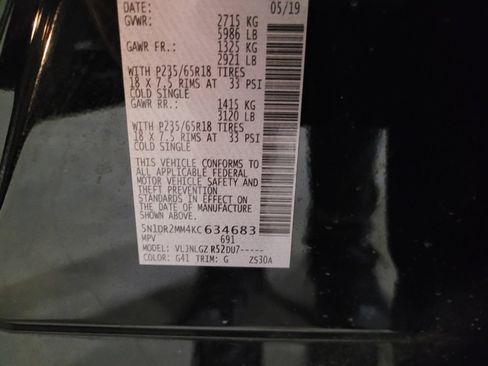 DATE: 05/19
GVWR: 2715 KG
5986 LB
GAWR FR.: 1325 KG
2921 LB
WITH P235/65R18 TIRES
18 X 7.5 RIMS AT 33 PSI
COLD SINGLE
GAWR RR.: 1415 KG
3120 LB
WITH P235/65R18 TIRES
18 X 7.5 RIMS AT 33 PSI
COLD SINGLE
THIS VEHICLE CONFORMS TO
ALL APPLICABLE FEDERAL
MOTOR VEHICLE SAFETY AND
THEFT PREVENTION
STANDARDS IN EFFECT ON
THE DATE OF MANUFACTURE
SHOWN ABOVE.
5N1DR2MM4KC634683
MPV 691
MODEL: VLJNLGZ R52DU7-----
COLOR: G41 TRIM: G ZS30A